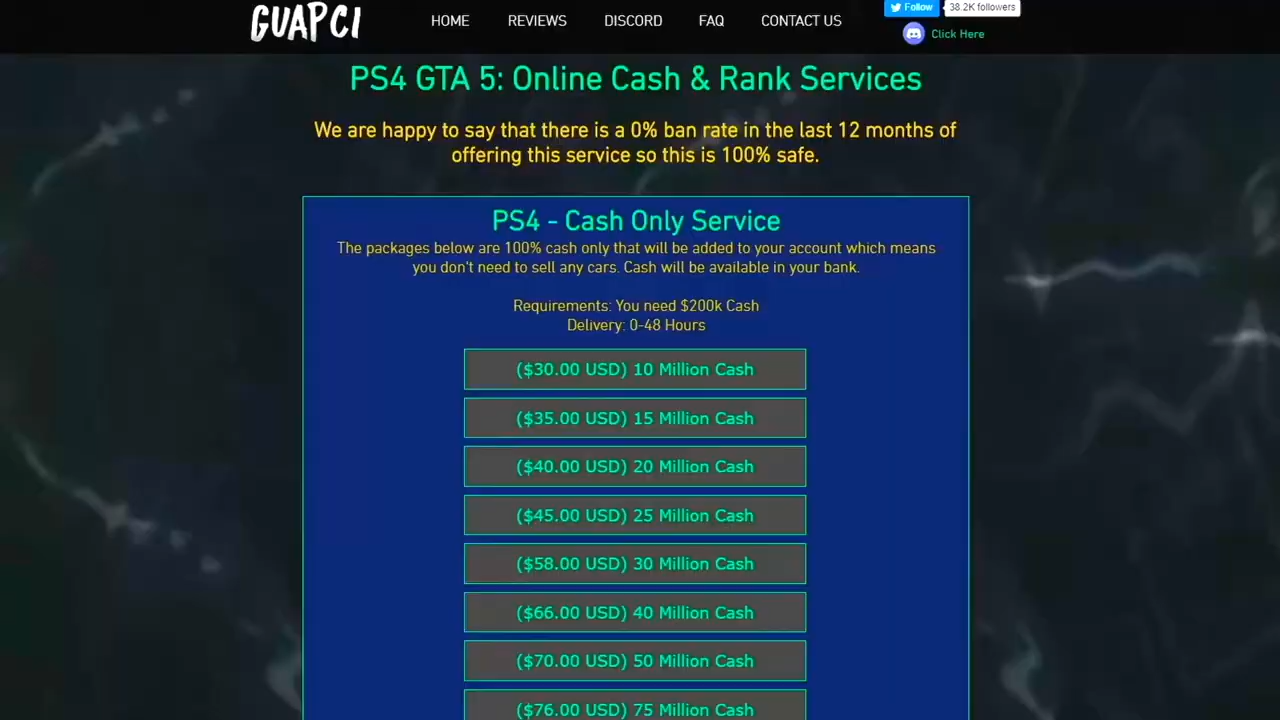 GUAPCI
HOME
REVIEWS
DISCORD
FAQ
CONTACT US
Follow
38.2K followers
Click Here
PS4 GTA 5: Online Cash & Rank Services
We are happy to say that there is a 0% ban rate in the last 12 months of
offering this service so this is 100% safe.
PS4 - Cash Only Service
The packages below are 100% cash only that will be added to your account which means
you don't need to sell any cars. Cash will be available in your bank.
Requirements: You need $200k Cash
Delivery: 0-48 Hours
($30.00 USD) 10 Million Cash
($35.00 USD) 15 Million Cash
($40.00 USD) 20 Million Cash
($45.00 USD) 25 Million Cash
($58.00 USD) 30 Million Cash
($66.00 USD) 40 Million Cash
($70.00 USD) 50 Million Cash
($76.00 USD) 75 Million Cash